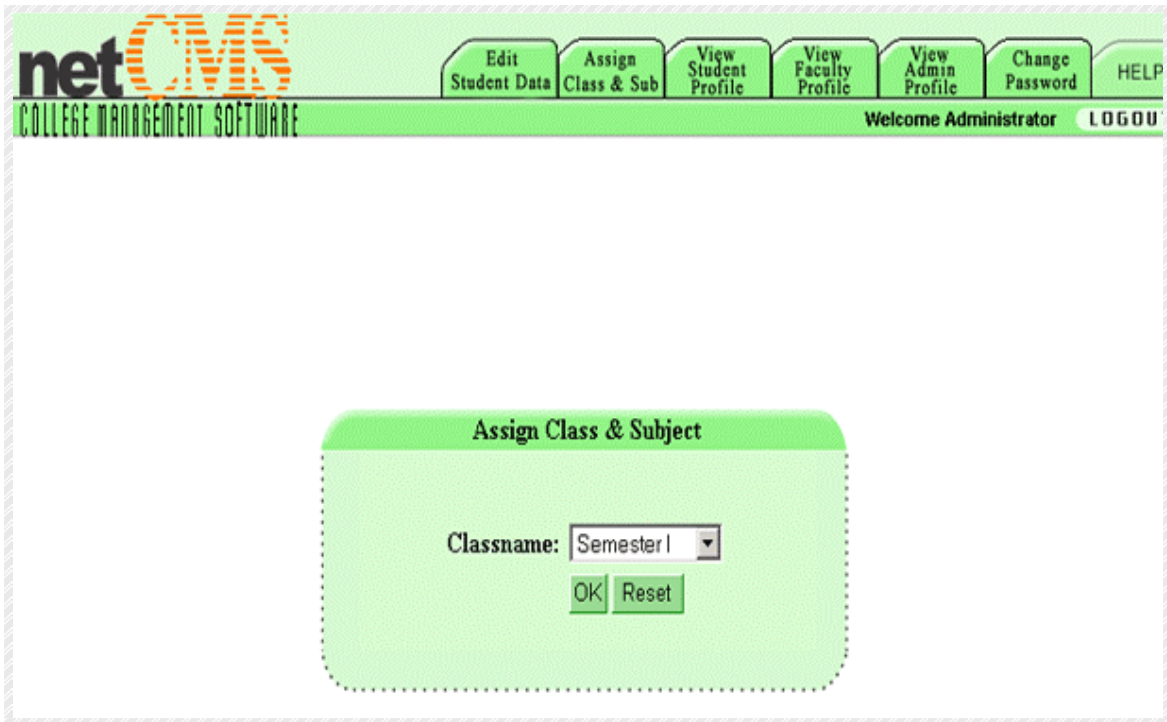 netCMS
COLLEGE MANAGEMENT SOFTWARE
Edit
Student Data
Assign
Class & Sub
View
Student
Profile
View
Faculty
Profile
View
Admin
Profile
Change
Password
HELP
Welcome Administrator
LOGOU
Assign Class & Subject
Classname: Semester I
OK Reset